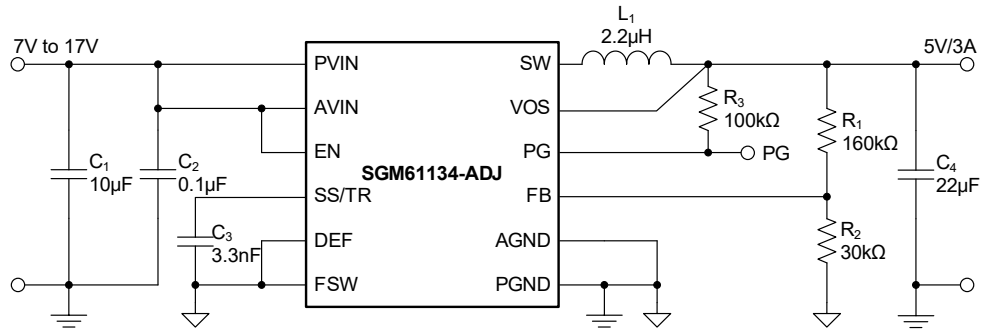 7V to 17V
L1
2.2μH
5V/3A
PVIN
SW
AVIN
VOS
R3
100kΩ
R1
160kΩ
EN
PG
PG
C1
10μF
C2
0.1μF
SGM61134-ADJ
C4
22μF
SS/TR
FB
C3
3.3nF
DEF
AGND
R2
30kΩ
FSW
PGND